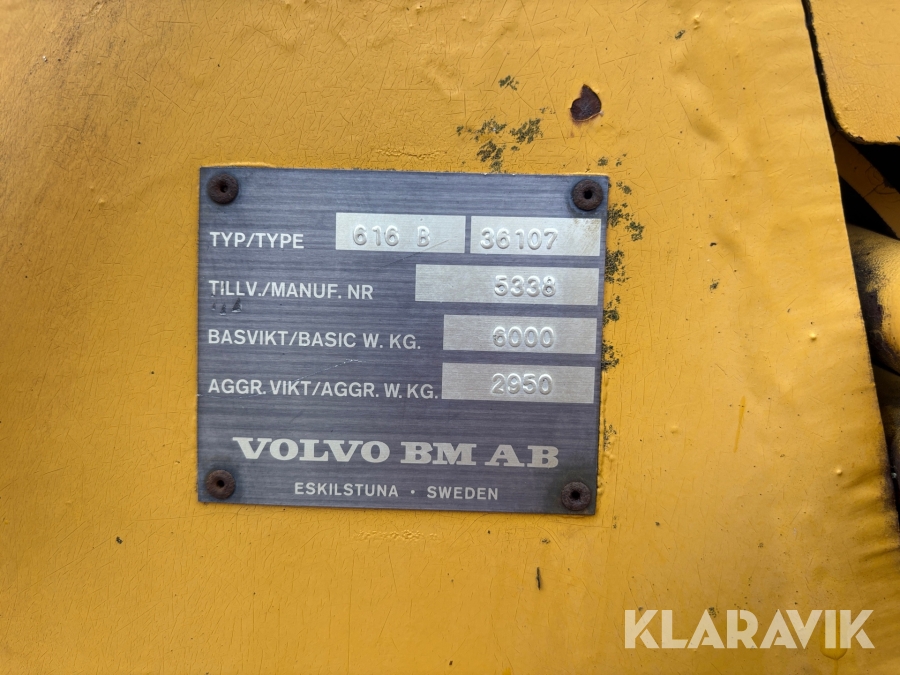 TYP/TYPE 616 B 36107
TILLV./MANUF. NR 5338
BASVIKT/BASIC W. KG. 6000
AGGR. VIKT/AGGR. W. KG. 2950
VOLVO BM AB
ESKILSTUNA · SWEDEN
KLARAVIK